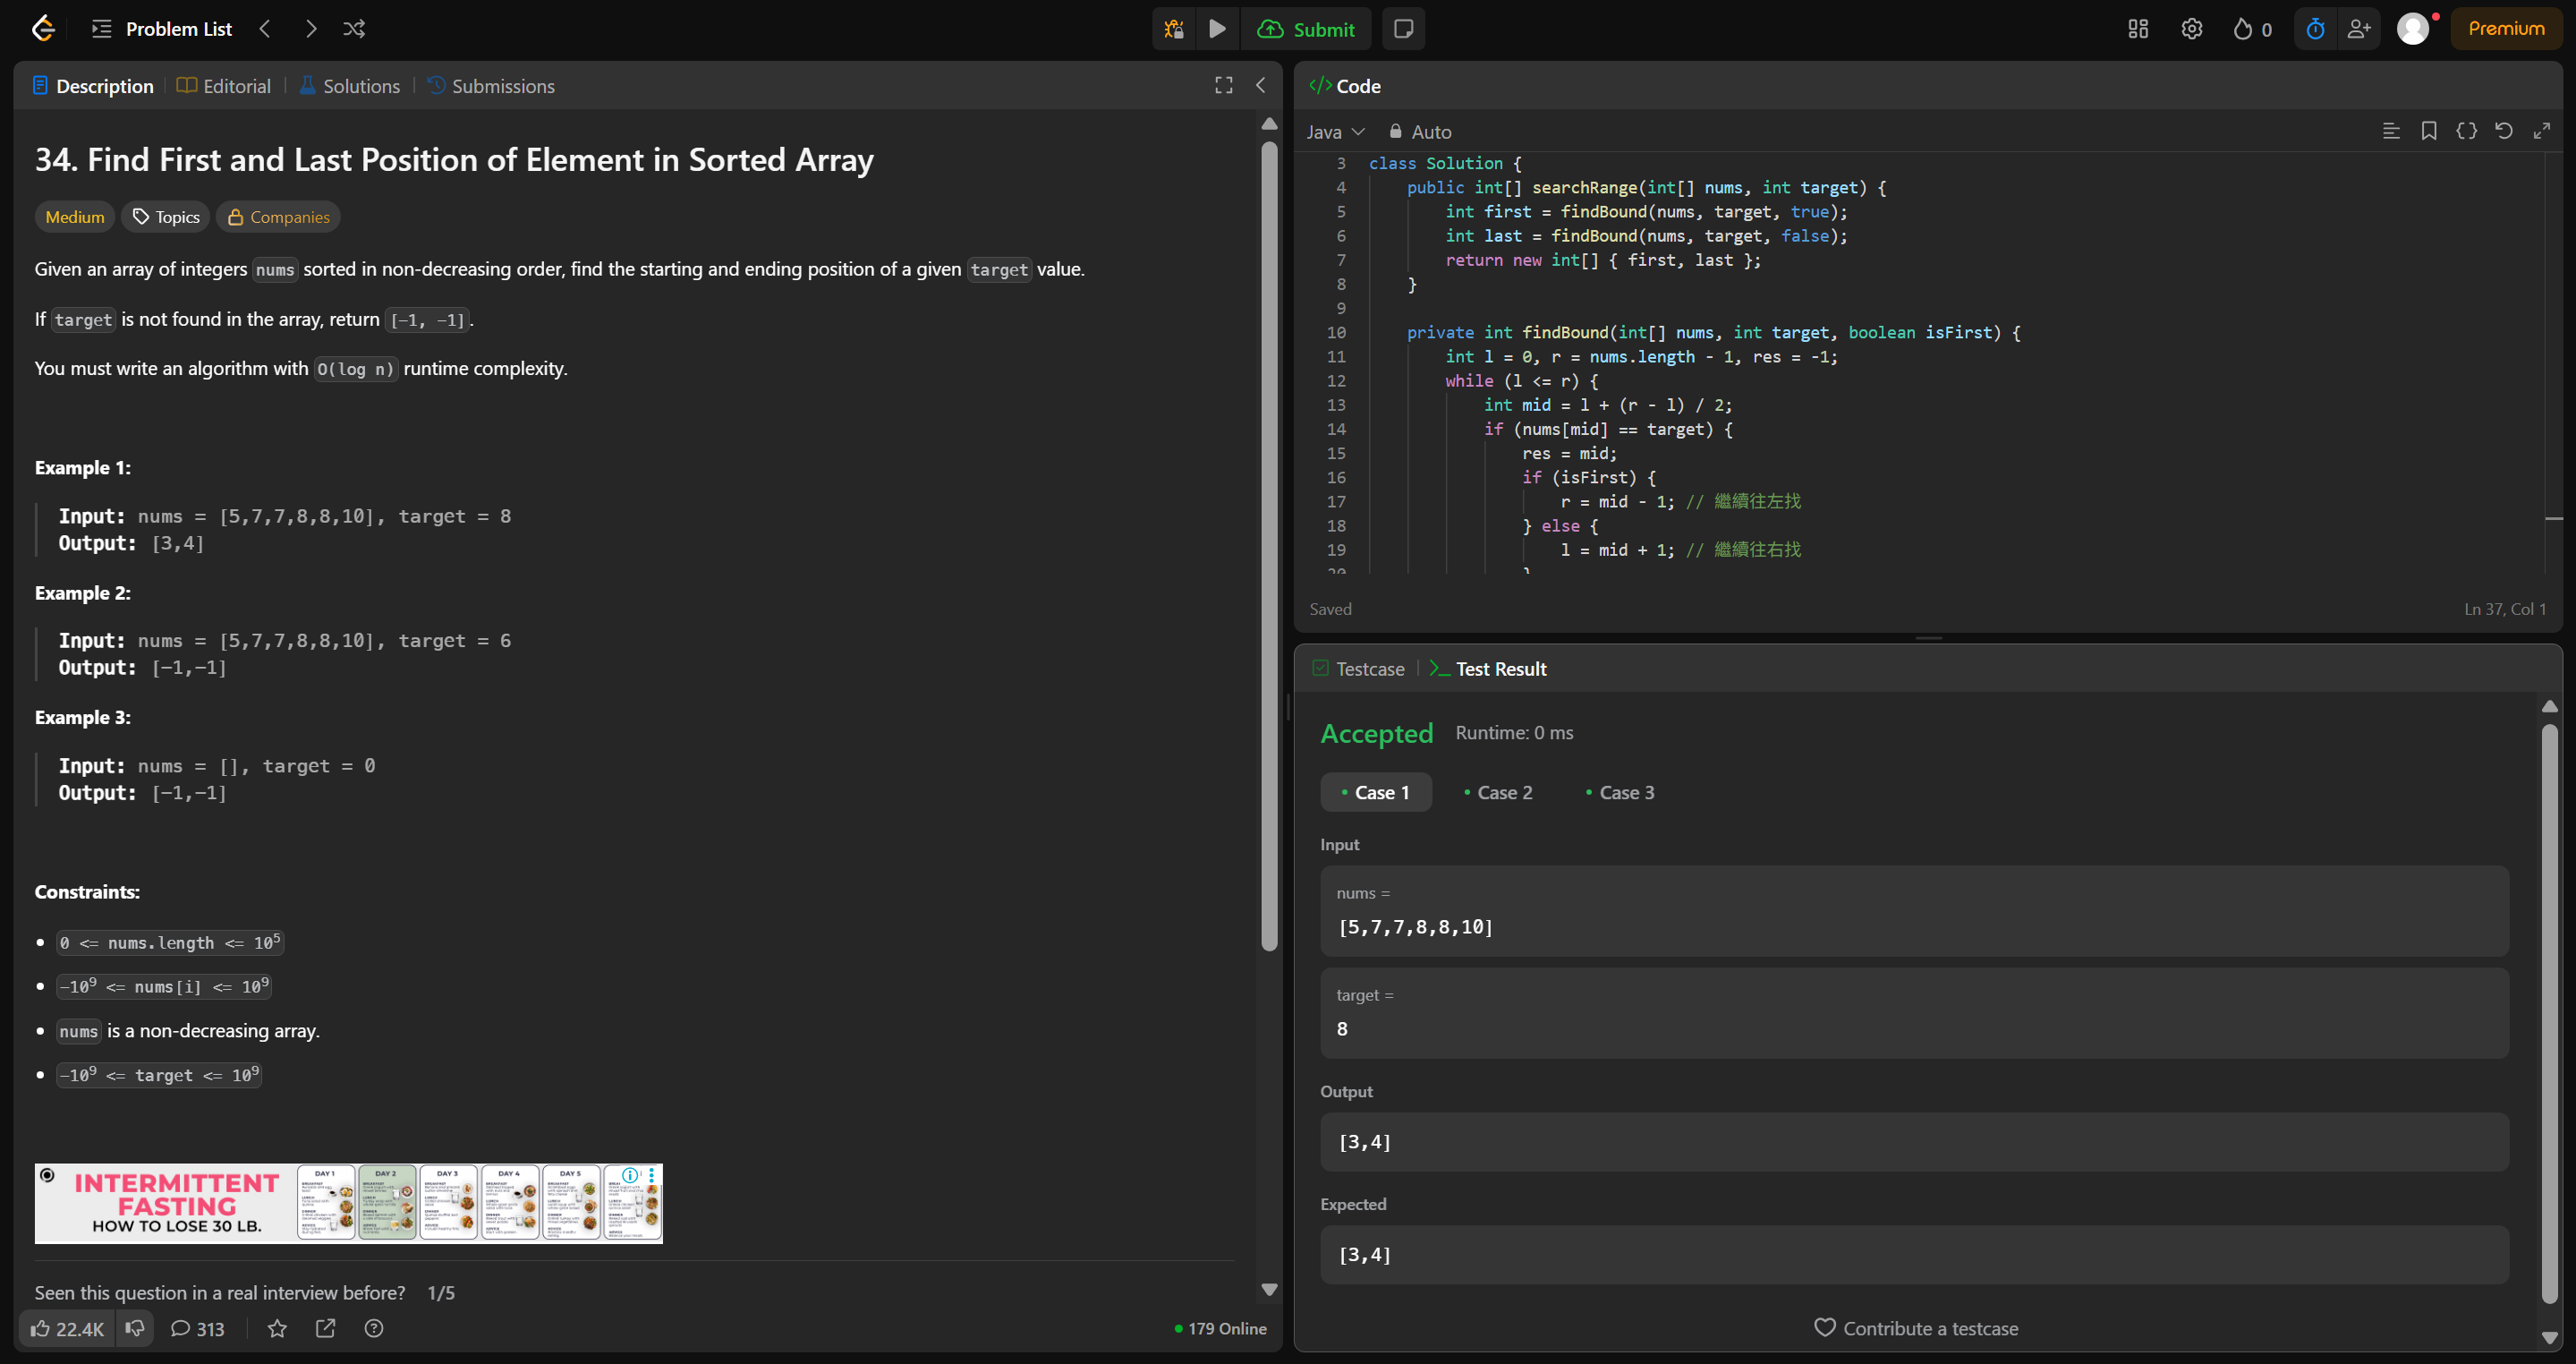 Problem List
Submit
0
Premium
Description
Editorial
Solutions
Submissions
34. Find First and Last Position of Element in Sorted Array
Medium
Topics
Companies
Given an array of integers nums sorted in non-decreasing order, find the starting and ending position of a given target value.
If target is not found in the array, return [-1, -1].
You must write an algorithm with O(log n) runtime complexity.
Example 1:
Input: nums = [5,7,7,8,8,10], target = 8
Output: [3,4]
Example 2:
Input: nums = [5,7,7,8,8,10], target = 6
Output: [-1,-1]
Example 3:
Input: nums = [], target = 0
Output: [-1,-1]
Constraints:
0 <= nums.length <= 10⁵
-10⁹ <= nums[i] <= 10⁹
nums is a non-decreasing array.
-10⁹ <= target <= 10⁹
INTERMITTENT
FASTING
HOW TO LOSE 30 LB.
DAY 1
DAY 2
DAY 3
DAY 4
DAY 5
Seen this question in a real interview before? 1/5
22.4K
313
179 Online
</> Code
Java
Auto
3 class Solution {
4 public int[] searchRange(int[] nums, int target) {
5 int first = findBound(nums, target, true);
6 int last = findBound(nums, target, false);
7 return new int[] { first, last };
8 }
9
10 private int findBound(int[] nums, int target, boolean isFirst) {
11 int l = 0, r = nums.length - 1, res = -1;
12 while (l <= r) {
13 int mid = l + (r - l) / 2;
14 if (nums[mid] == target) {
15 res = mid;
16 if (isFirst) {
17 r = mid - 1; // 繼續往左找
18 } else {
19 l = mid + 1; // 繼續往右找
20 }
Saved
Ln 37, Col 1
Testcase
Test Result
Accepted
Runtime: 0 ms
Case 1
Case 2
Case 3
Input
nums =
[5,7,7,8,8,10]
target =
8
Output
[3,4]
Expected
[3,4]
Contribute a testcase